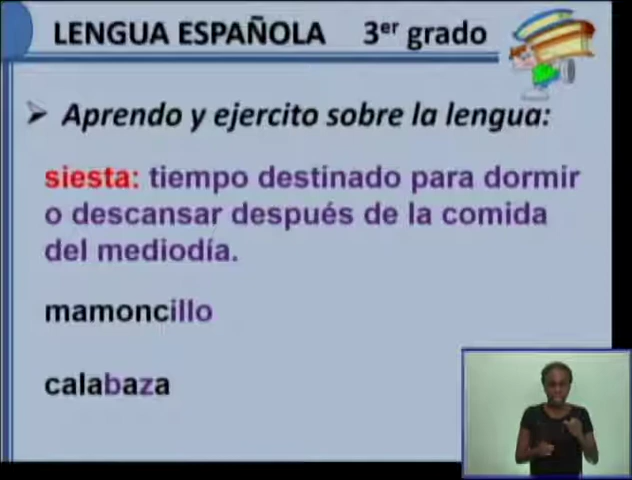 LENGUA ESPAÑOLA 3er grado
➢ Aprendo y ejercito sobre la lengua:
siesta: tiempo destinado para dormir
o descansar después de la comida
del mediodía.
mamoncillo
calabaza